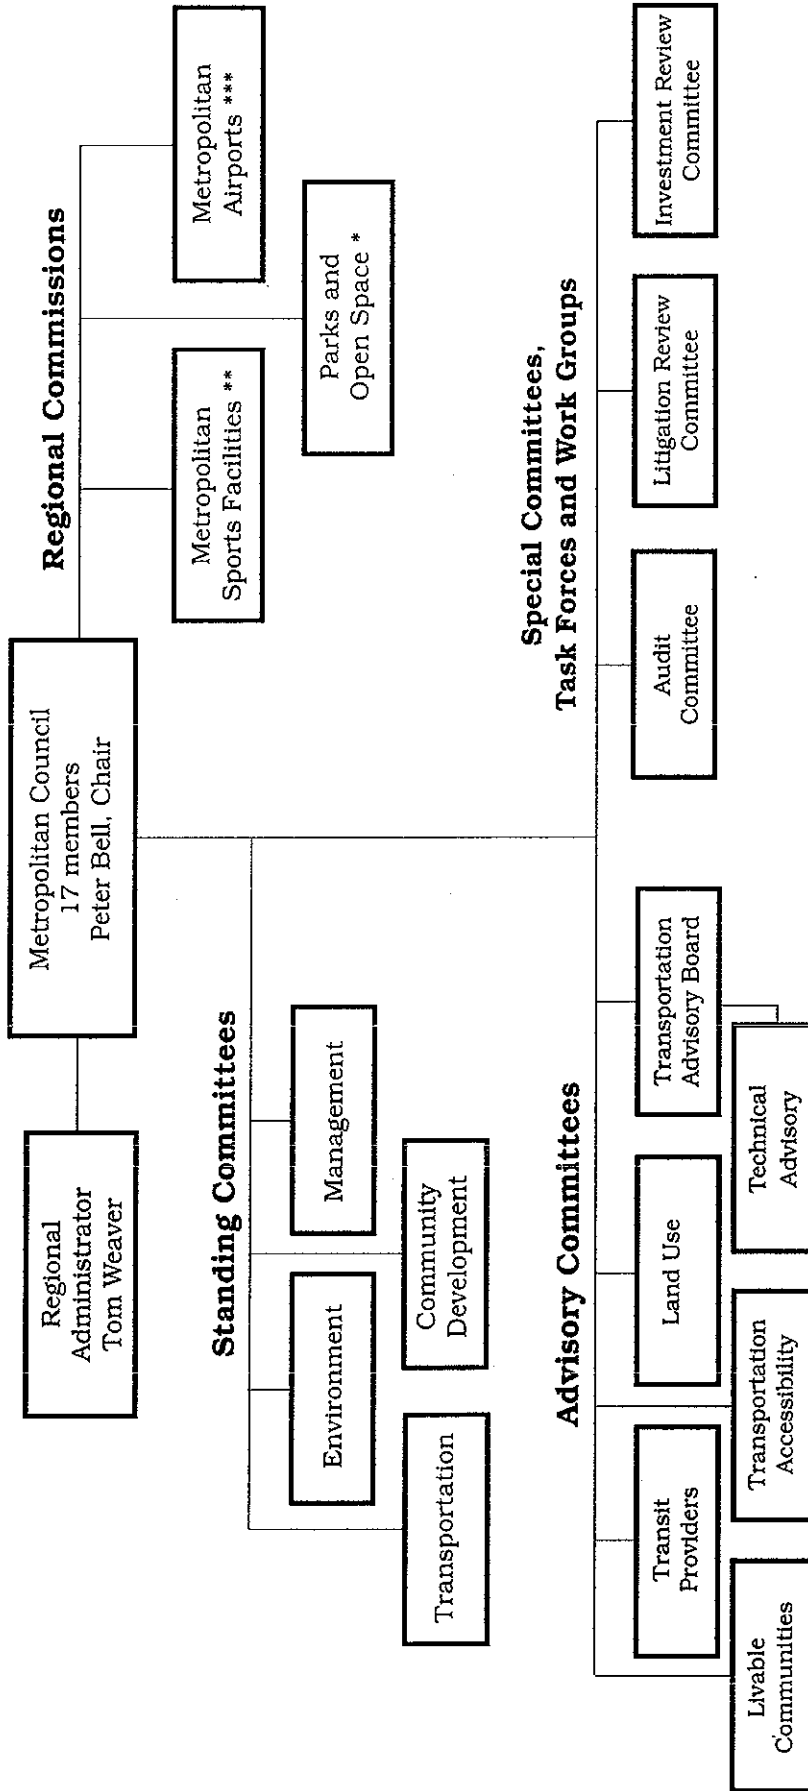 Metropolitan Council
17 members
Peter Bell, Chair
Regional
Administrator
Tom Weaver
Regional Commissions
Metropolitan
Sports Facilities **
Metropolitan
Airports ***
Parks and
Open Space *
Standing Committees
Environment
Management
Transportation
Community
Development
Advisory Committees
Transit
Providers
Land Use
Transportation
Advisory Board
Livable
Communities
Transportation
Accessibility
Technical
Advisory
Special Committees,
Task Forces and Work Groups
Audit
Committee
Litigation Review
Committee
Investment Review
Committee